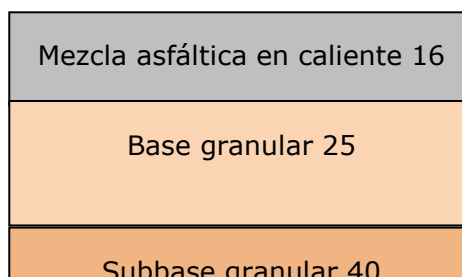 Mezcla asfáltica en caliente 16
Base granular 25
Subbase granular 40